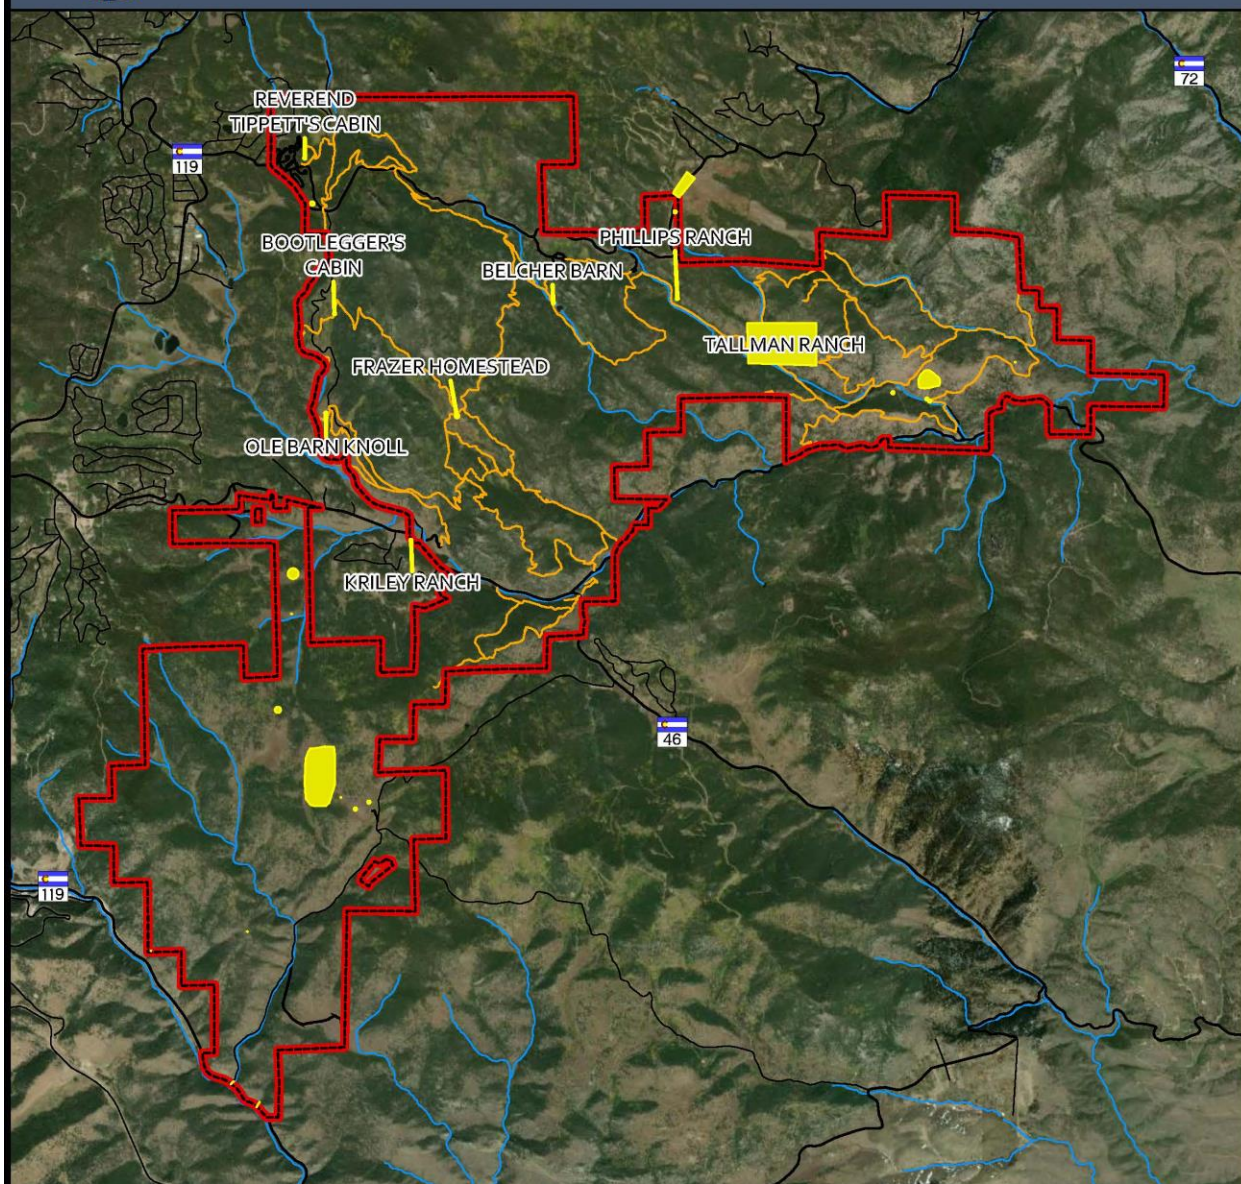 72
REVEREND
TIPPETT'S CABIN
119
BOOTLEGGER'S
CABIN
PHILLIPS RANCH
BELCHER BARN
TALLMAN RANCH
FRAZER HOMESTEAD
OLE BARN KNOLL
KRILEY RANCH
46
119